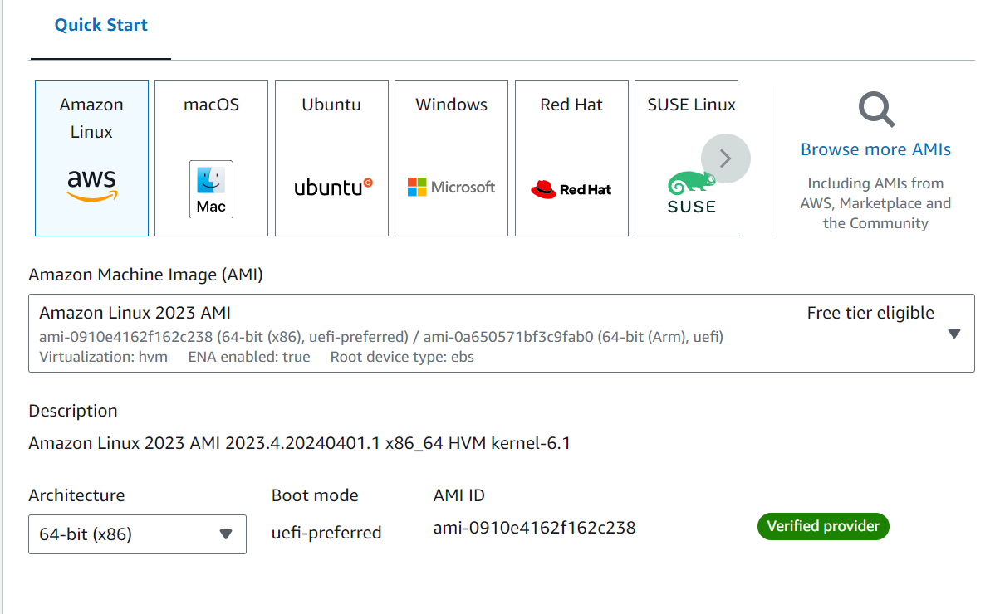 Quick Start
Amazon
Linux
aws
macOS
Mac
Ubuntu
ubuntu
Windows
Microsoft
Red Hat
Red Hat
SUSE Linux
SUSE
Browse more AMIs
Including AMIs from
AWS, Marketplace and
the Community
Amazon Machine Image (AMI)
Amazon Linux 2023 AMI
Free tier eligible
ami-0910e4162f162c238 (64-bit (x86), uefi-preferred) / ami-0a650571bf3c9fab0 (64-bit (Arm), uefi)
Virtualization: hvm ENA enabled: true Root device type: ebs
Description
Amazon Linux 2023 AMI 2023.4.20240401.1 x86_64 HVM kernel-6.1
Architecture
64-bit (x86)
Boot mode
uefi-preferred
AMI ID
ami-0910e4162f162c238
Verified provider